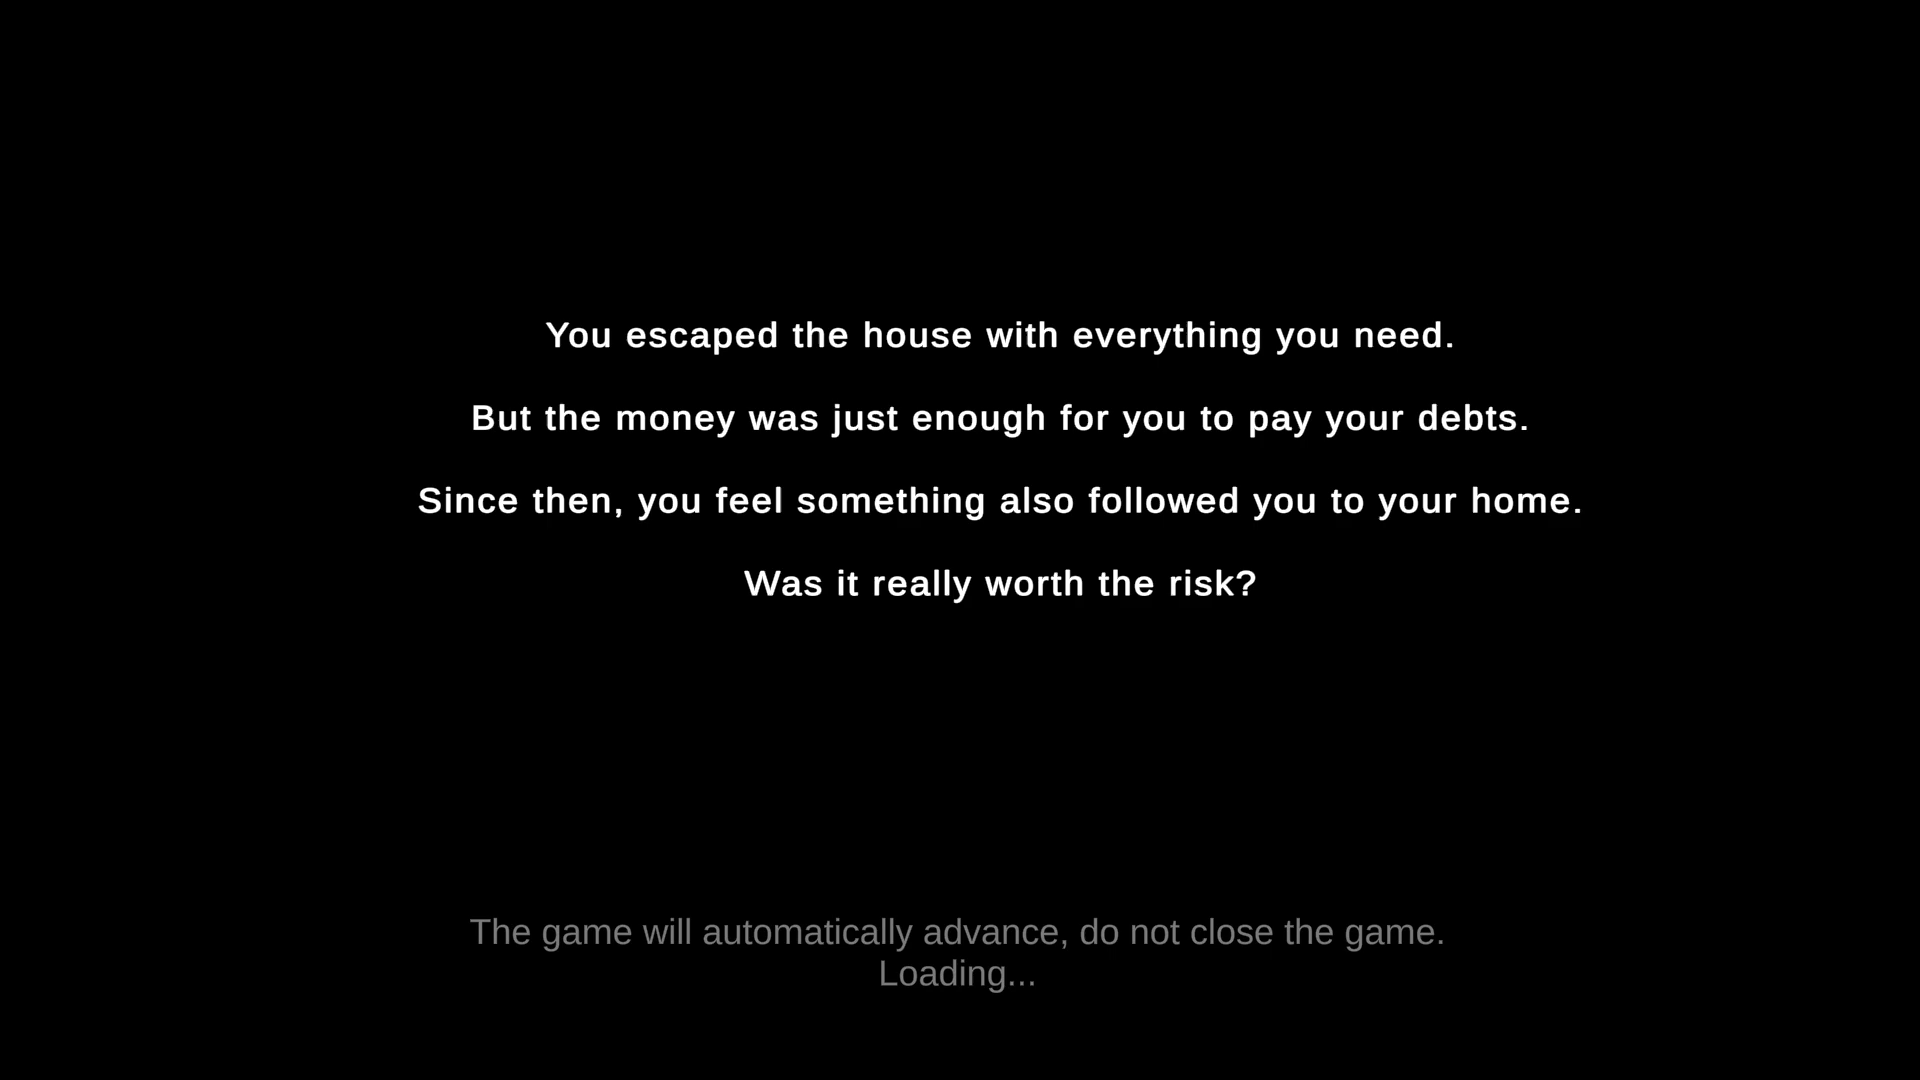 You escaped the house with everything you need.
But the money was just enough for you to pay your debts.
Since then, you feel something also followed you to your home.
Was it really worth the risk?
The game will automatically advance, do not close the game.
Loading...